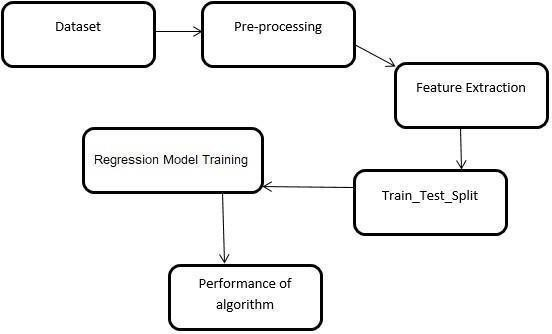 Dataset
Pre-processing
Feature Extraction
Train_Test_Split
Regression Model Training
Performance of
algorithm